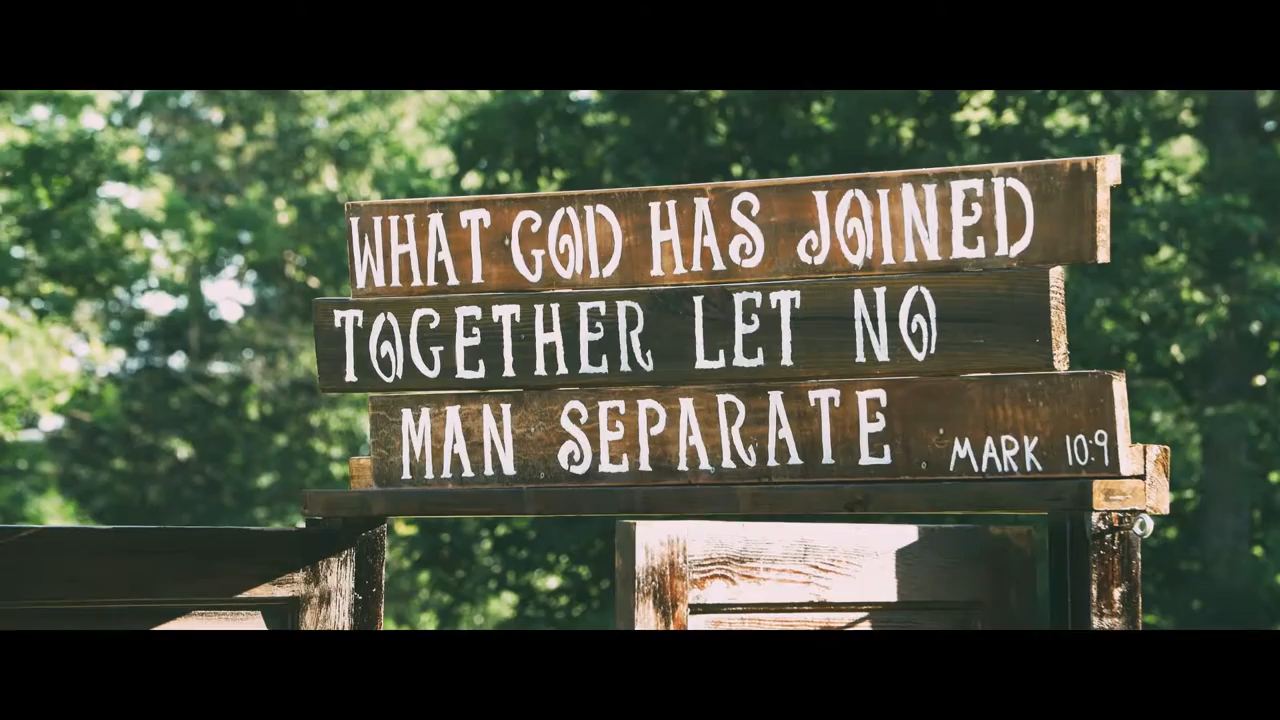 WHAT GOD HAS JOINED
TOGETHER LET NO
MAN SEPARATE
MARK 10:9